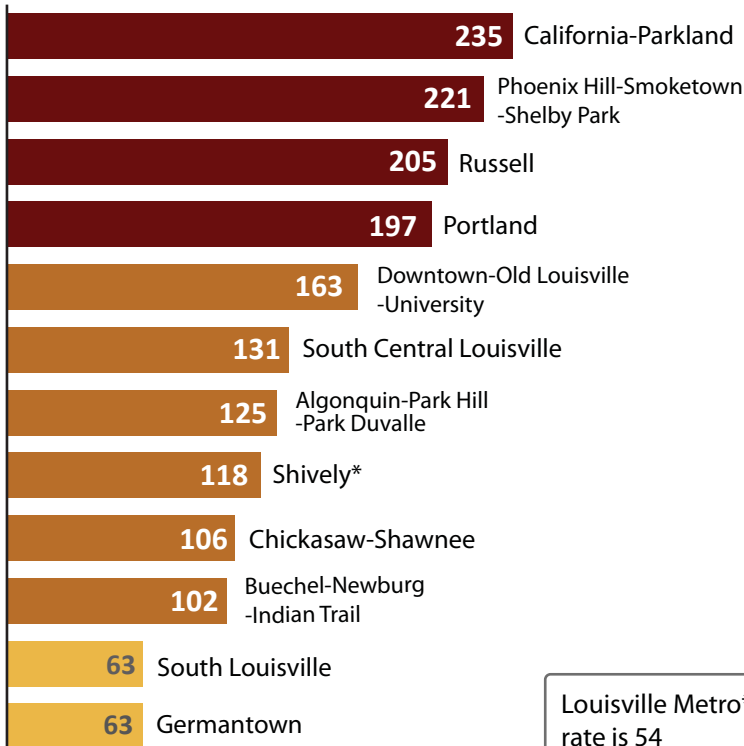 235 California-Parkland
221 Phoenix Hill-Smoketown
-Shelby Park
205 Russell
197 Portland
163 Downtown-Old Louisville
-University
131 South Central Louisville
125 Algonquin-Park Hill
-Park Duvalle
118 Shively*
106 Chickasaw-Shawnee
102 Buechel-Newburg
-Indian Trail
63 South Louisville
63 Germantown
Louisville Metro*
rate is 54